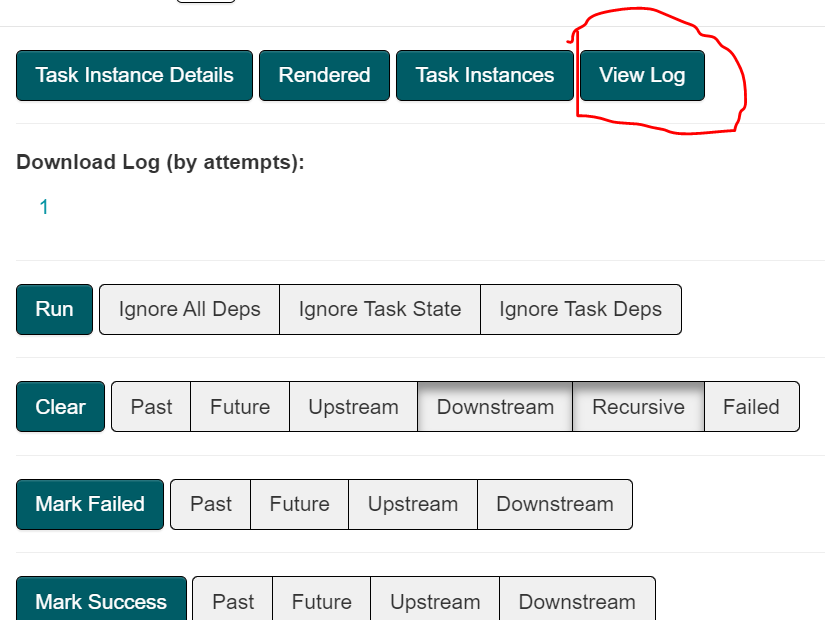 Task Instance Details Rendered Task Instances View Log
Download Log (by attempts):
1
Run Ignore All Deps Ignore Task State Ignore Task Deps
Clear Past Future Upstream Downstream Recursive Failed
Mark Failed Past Future Upstream Downstream
Mark Success Past Future Upstream Downstream